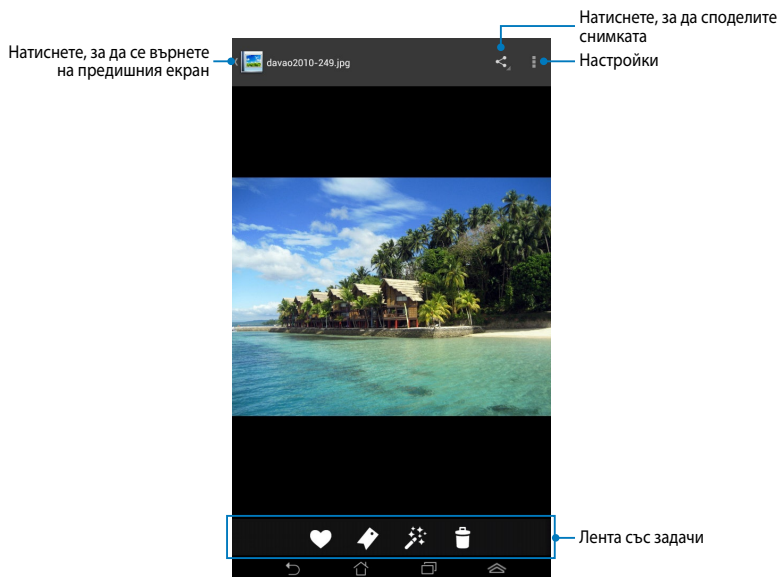 Натиснете, за да споделите
снимката
Натиснете, за да се върнете
на предишния екран
davao2010-249.jpg
Настройки
Лента със задачи